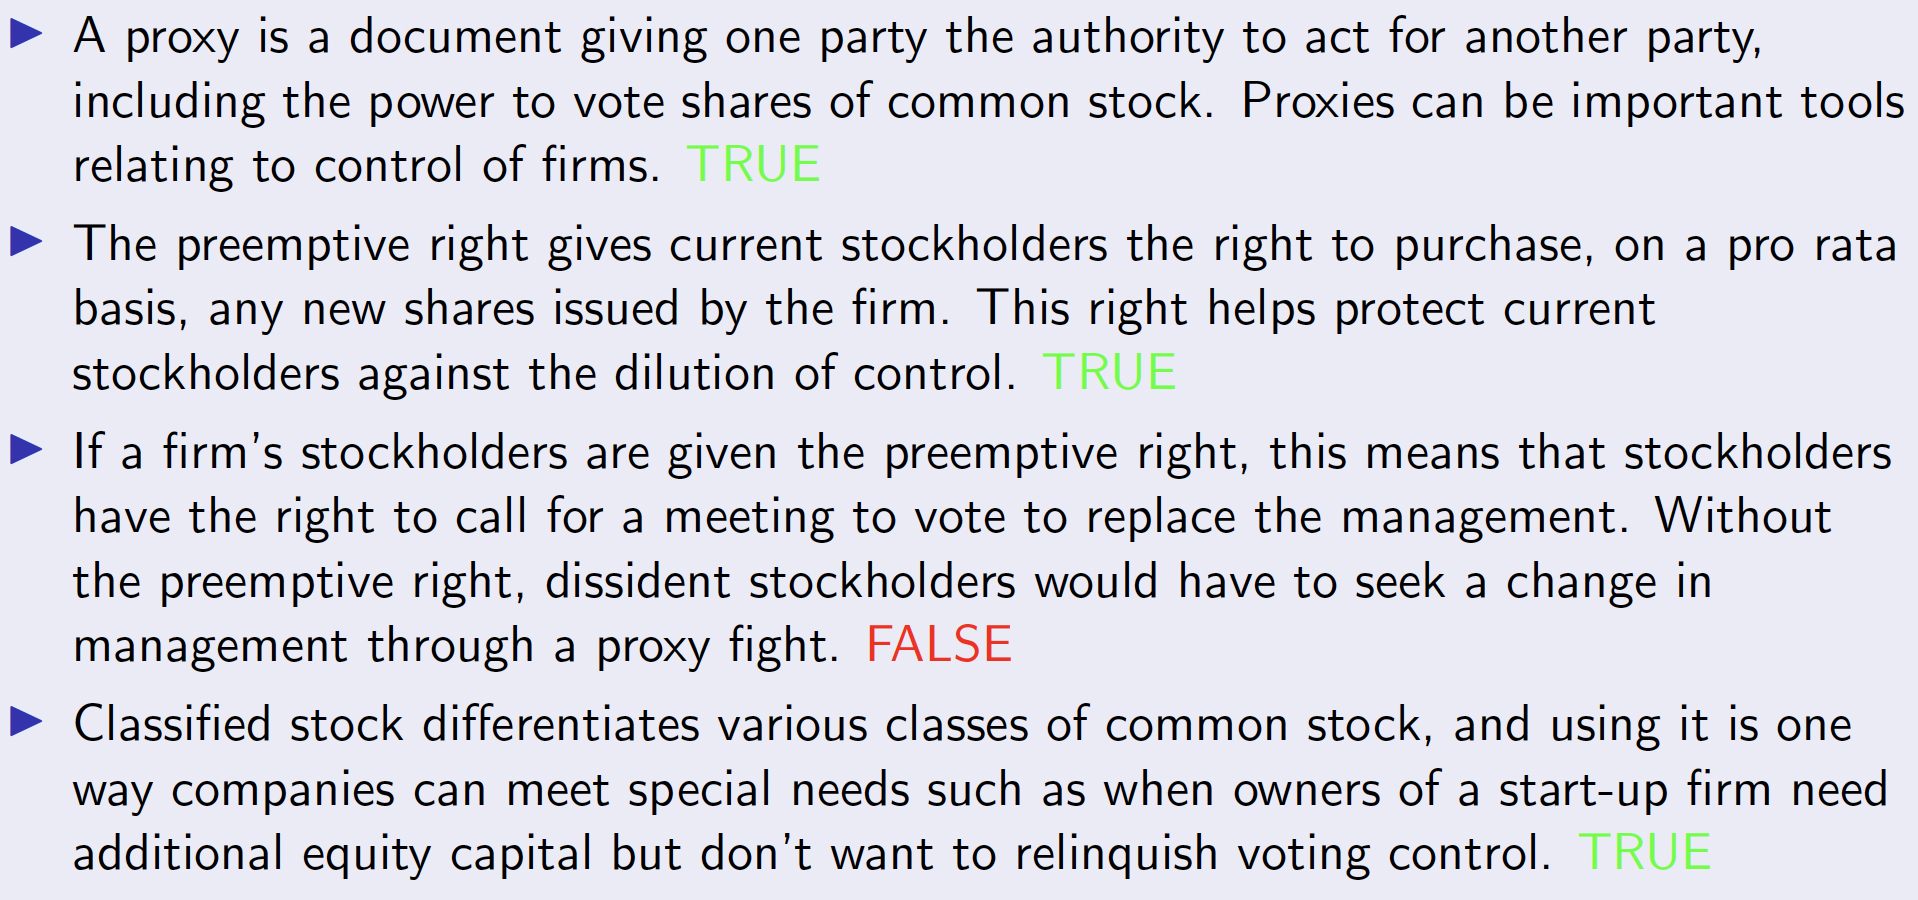 A proxy is a document giving one party the authority to act for another party,
including the power to vote shares of common stock. Proxies can be important tools
relating to control of firms. TRUE
The preemptive right gives current stockholders the right to purchase, on a pro rata
basis, any new shares issued by the firm. This right helps protect current
stockholders against the dilution of control. TRUE
If a firm's stockholders are given the preemptive right, this means that stockholders
have the right to call for a meeting to vote to replace the management. Without
the preemptive right, dissident stockholders would have to seek a change in
management through a proxy fight. FALSE
Classified stock differentiates various classes of common stock, and using it is one
way companies can meet special needs such as when owners of a start-up firm need
additional equity capital but don't want to relinquish voting control. TRUE